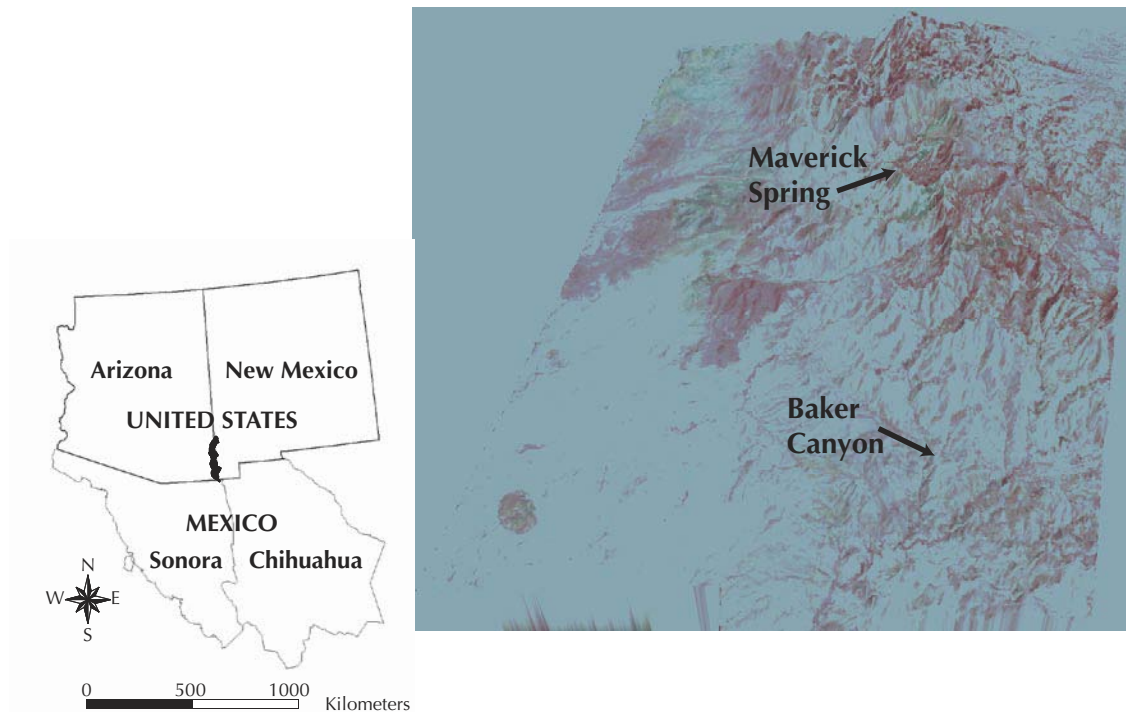 Maverick
Spring
Baker
Canyon
Arizona
New Mexico
UNITED STATES
MEXICO
Sonora
Chihuahua
N
W
E
S
0
500
1000
Kilometers